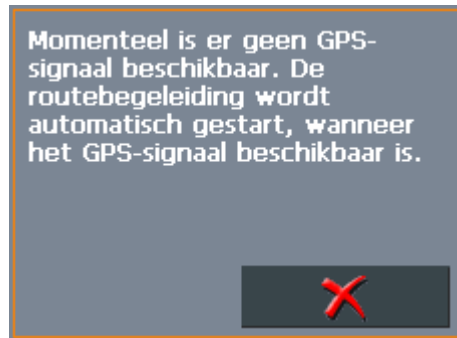 Momenteel is er geen GPS-
signaal beschikbaar. De
routebegeleiding wordt
automatisch gestart, wanneer
het GPS-signaal beschikbaar is.